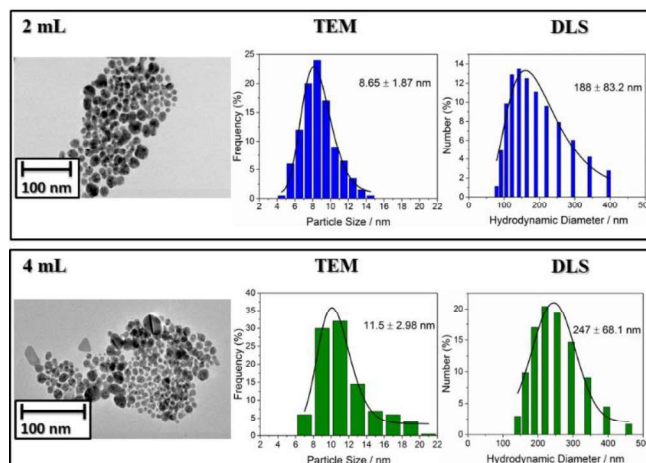 2 mL
TEM
DLS
100 nm
Frequency (%)
25
20
15
10
5
0
8.65 ± 1.87 nm
2 4 6 8 10 12 14 16 18 20 22
Particle Size / nm
Number (%)
14
12
10
8
6
4
2
0
188 ± 83.2 nm
0 100 200 300 400 500
Hydrodynamic Diameter / nm
4 mL
TEM
DLS
100 nm
Frequency (%)
40
35
30
25
20
15
10
5
0
11.5 ± 2.98 nm
2 4 6 8 10 12 14 16 18 20 22
Particle Size / nm
Number (%)
20
15
10
5
0
247 ± 68.1 nm
0 100 200 300 400 500
Hydrodynamic Diameter / nm